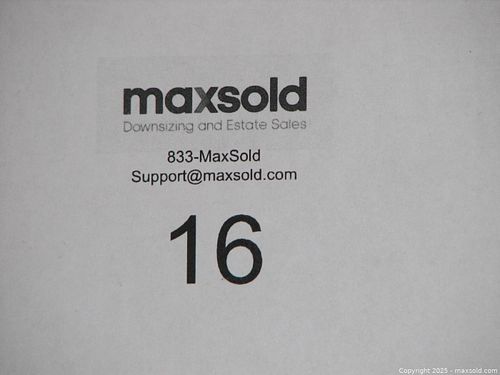 maxsold
Downsizing and Estate Sales
833-MaxSold
Support@maxsold.com
16
Copyright 2025 - maxsold.com